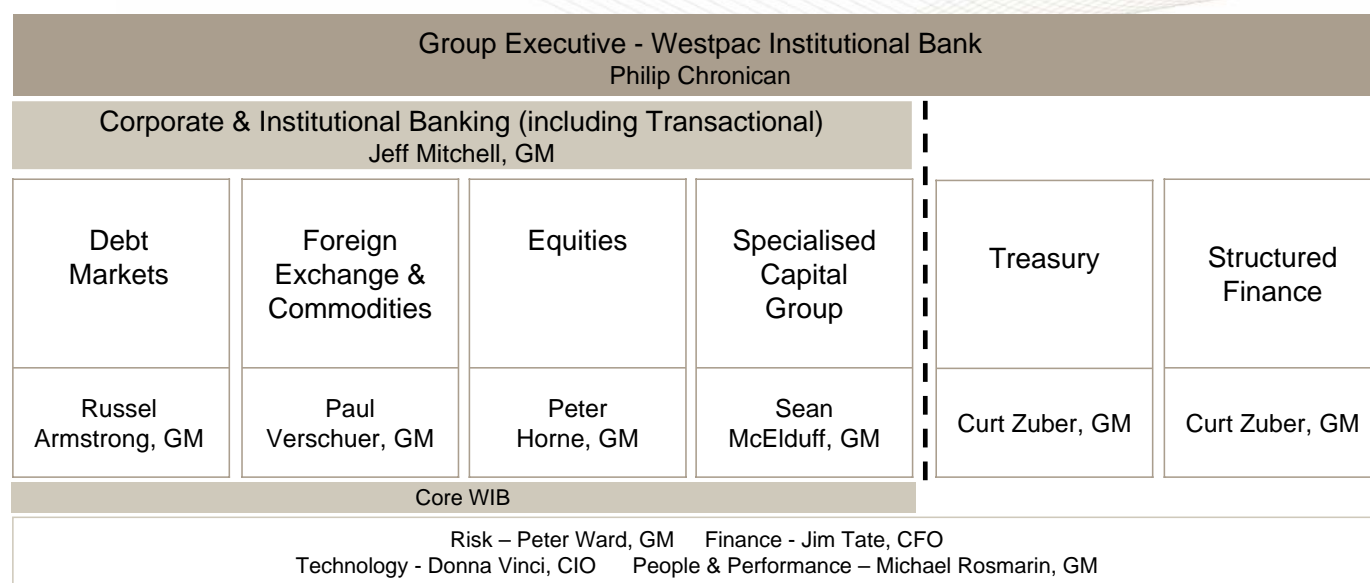 Group Executive - Westpac Institutional Bank
Philip Chronican
Corporate & Institutional Banking (including Transactional)
Jeff Mitchell, GM
Debt
Markets
Foreign
Exchange &
Commodities
Equities
Specialised
Capital
Group
Treasury
Structured
Finance
Russel
Armstrong, GM
Paul
Verschuer, GM
Peter
Horne, GM
Sean
McElduff, GM
Curt Zuber, GM
Curt Zuber, GM
Core WIB
Risk – Peter Ward, GM Finance - Jim Tate, CFO
Technology - Donna Vinci, CIO People & Performance – Michael Rosmarin, GM